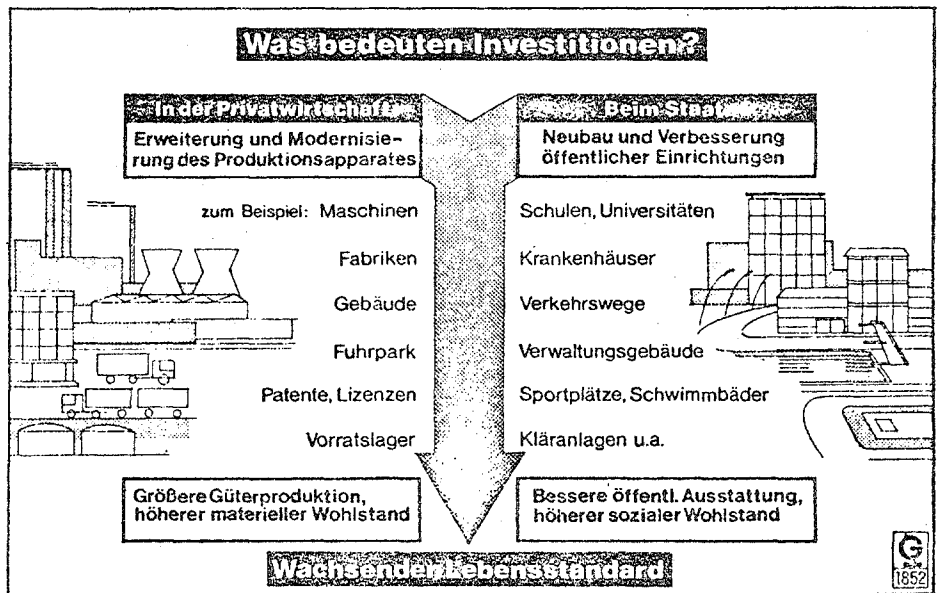 Was bedeuten Investitionen?
In der Privatwirtschaft
Erweiterung und Modernisie-
rung des Produktionsapparates
zum Beispiel: Maschinen
Fabriken
Gebäude
Fuhrpark
Patente, Lizenzen
Vorratslager
Größere Güterproduktion,
höherer materieller Wohlstand
Beim Staat
Neubau und Verbesserung
öffentlicher Einrichtungen
Schulen, Universitäten
Krankenhäuser
Verkehrswege
Verwaltungsgebäude
Sportplätze, Schwimmbäder
Kläranlagen u.a.
Bessere öffentl. Ausstattung,
höherer sozialer Wohlstand
Wachsender Lebensstandard
G
1852